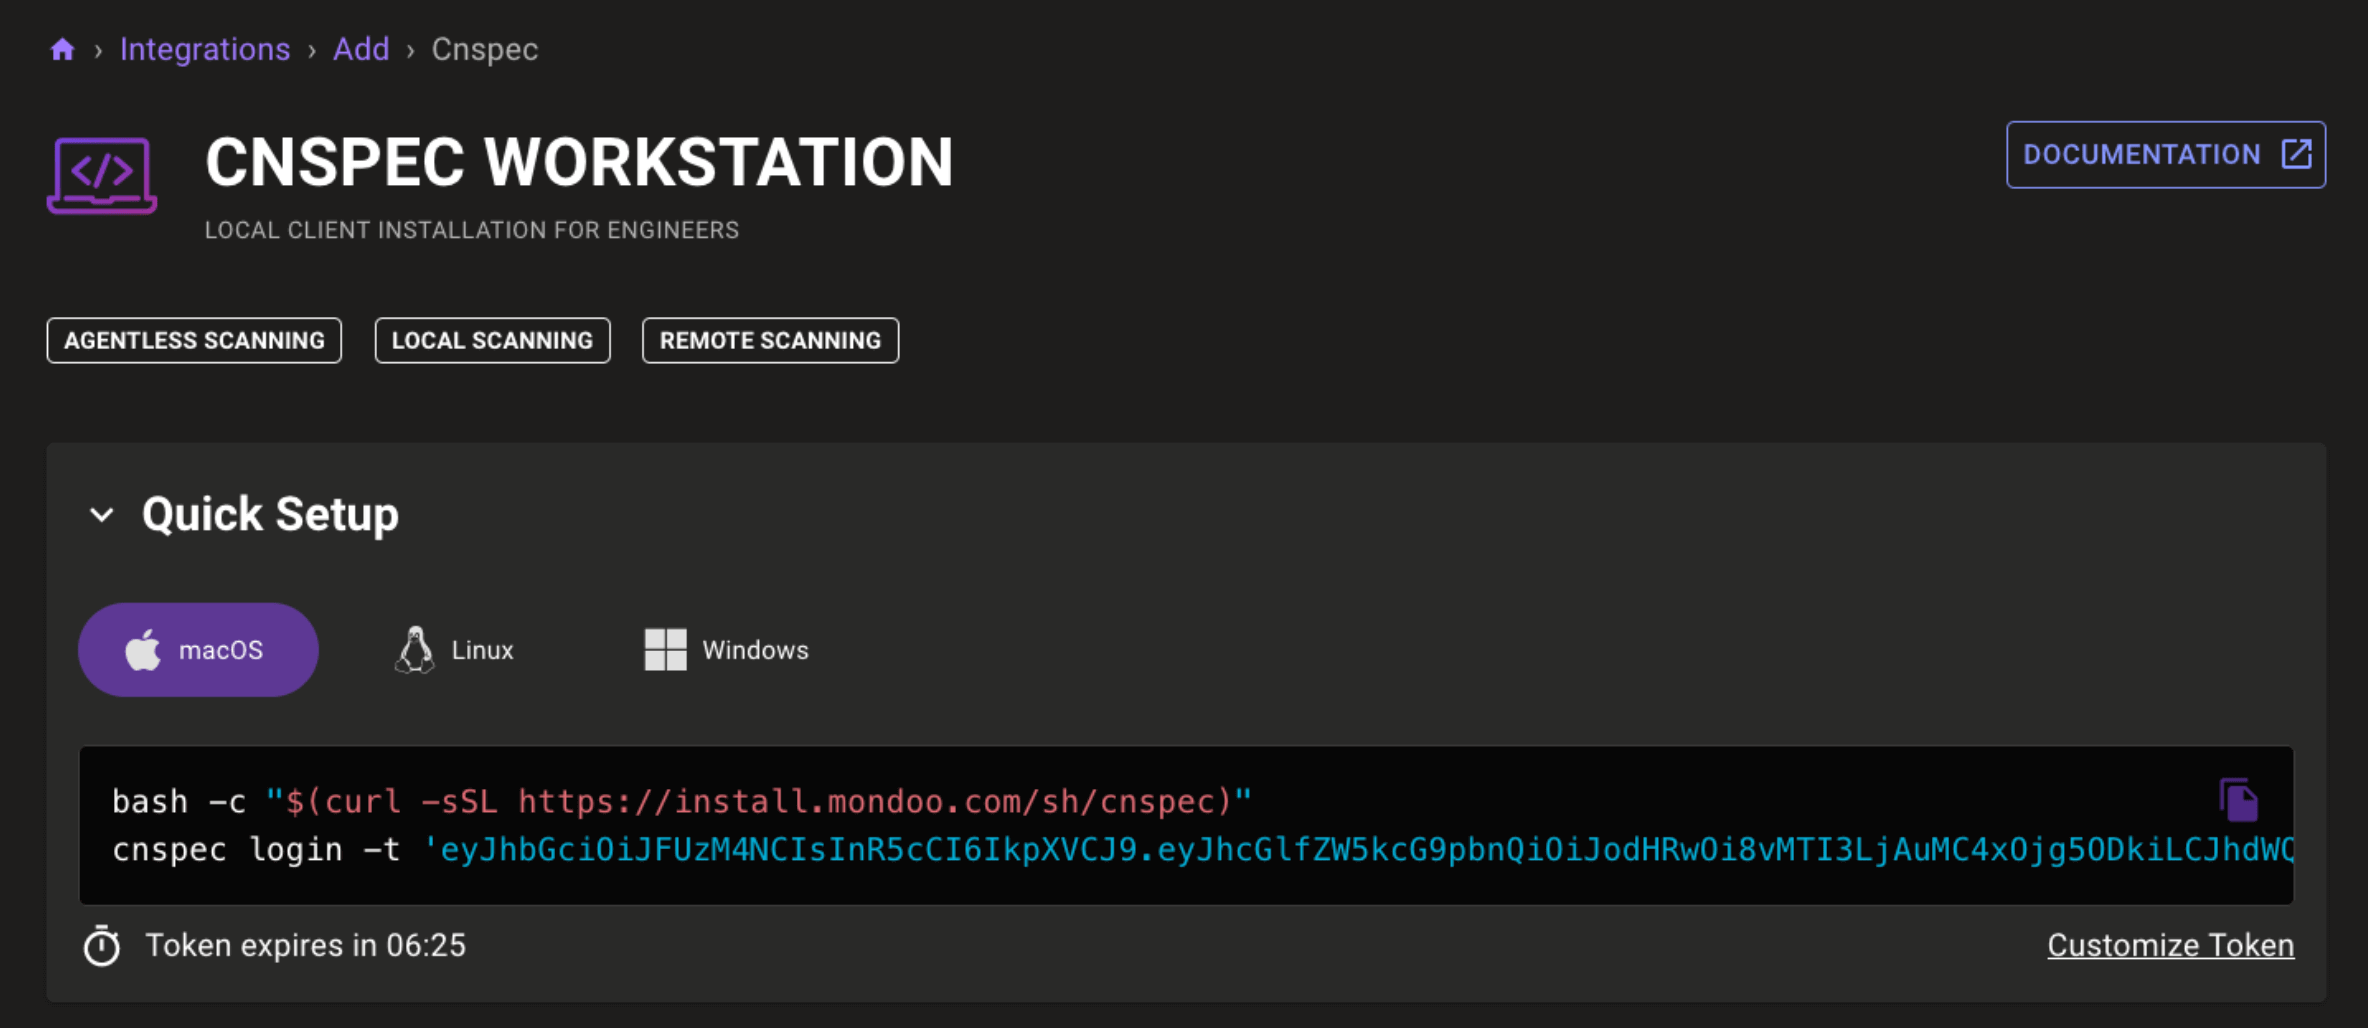 › Integrations › Add › Cnspec
</>
CNSPEC WORKSTATION
LOCAL CLIENT INSTALLATION FOR ENGINEERS
DOCUMENTATION
AGENTLESS SCANNING
LOCAL SCANNING
REMOTE SCANNING
Quick Setup
macOS
Linux
Windows
bash -c "$(curl -sSL https://install.mondoo.com/sh/cnspec)"
cnspec login -t 'eyJhbGciOiJFUzM4NCIsInR5cCI6IkpXVCJ9.eyJhcGlfZW5kcG9pbnQiOiJodHRwOi8vMTI3LjAuMC4xOjg5ODkiLCJhdWQ
Token expires in 06:25
Customize Token